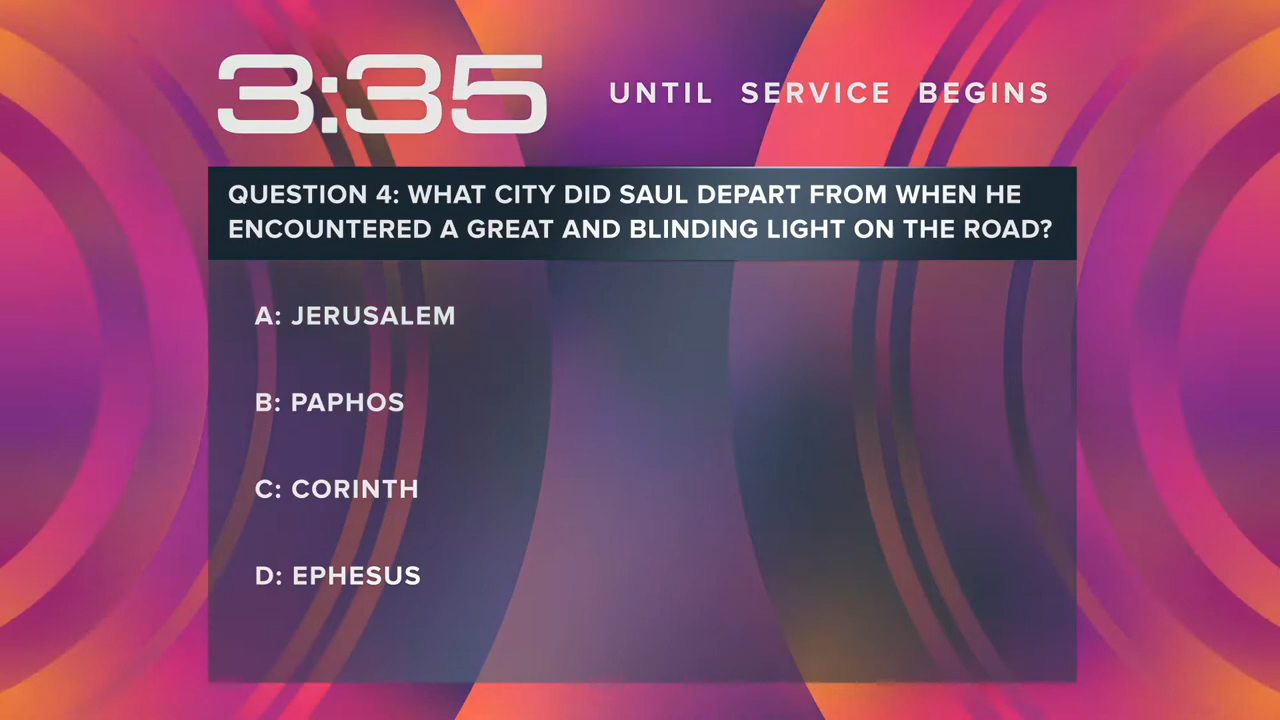 3:35 UNTIL SERVICE BEGINS
QUESTION 4: WHAT CITY DID SAUL DEPART FROM WHEN HE
ENCOUNTERED A GREAT AND BLINDING LIGHT ON THE ROAD?
A: JERUSALEM
B: PAPHOS
C: CORINTH
D: EPHESUS